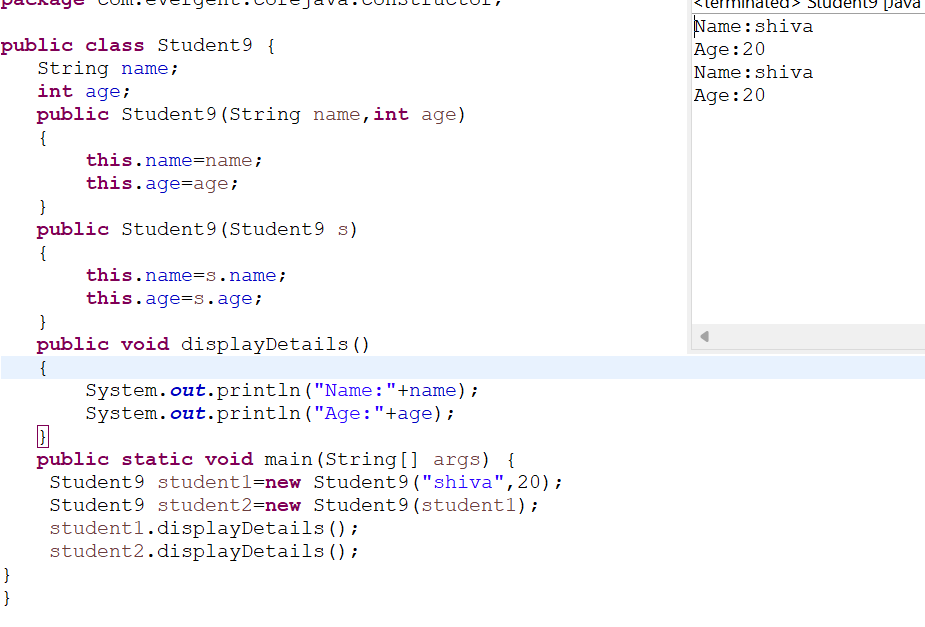 package com.evergent.corejava.constructor;
public class Student9 {
    String name;
    int age;
    public Student9(String name,int age)
    {
        this.name=name;
        this.age=age;
    }
    public Student9(Student9 s)
    {
        this.name=s.name;
        this.age=s.age;
    }
    public void displayDetails()
    {
        System.out.println("Name:"+name);
        System.out.println("Age:"+age);
    }
    public static void main(String[] args) {
     Student9 student1=new Student9("shiva",20);
     Student9 student2=new Student9(student1);
     student1.displayDetails();
     student2.displayDetails();
}
}
<terminated> Student9 [Java
Name:shiva
Age:20
Name:shiva
Age:20